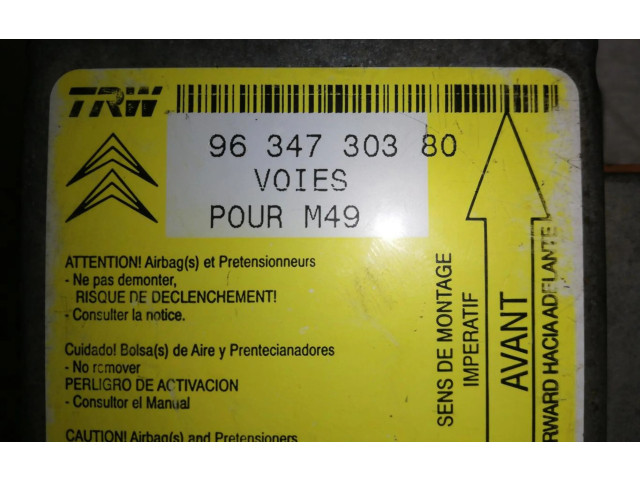 TRW
96 347 303 80
VOIES
POUR M49
ATTENTION! Airbag(s) et Pretensionneurs
- Ne pas demonter,
RISQUE DE DECLENCHEMENT!
- Consulter la notice.
Cuidado! Bolsa(s) de Aire y Prentecianadores
- No remover
PERLIGRO DE ACTIVACION
- Consultor el Manual
CAUTION! Airbag(s) and Pretensioners
SENS DE MONTAGE
IMPERATIF
AVANT
RWARD HACIA ADELANTE